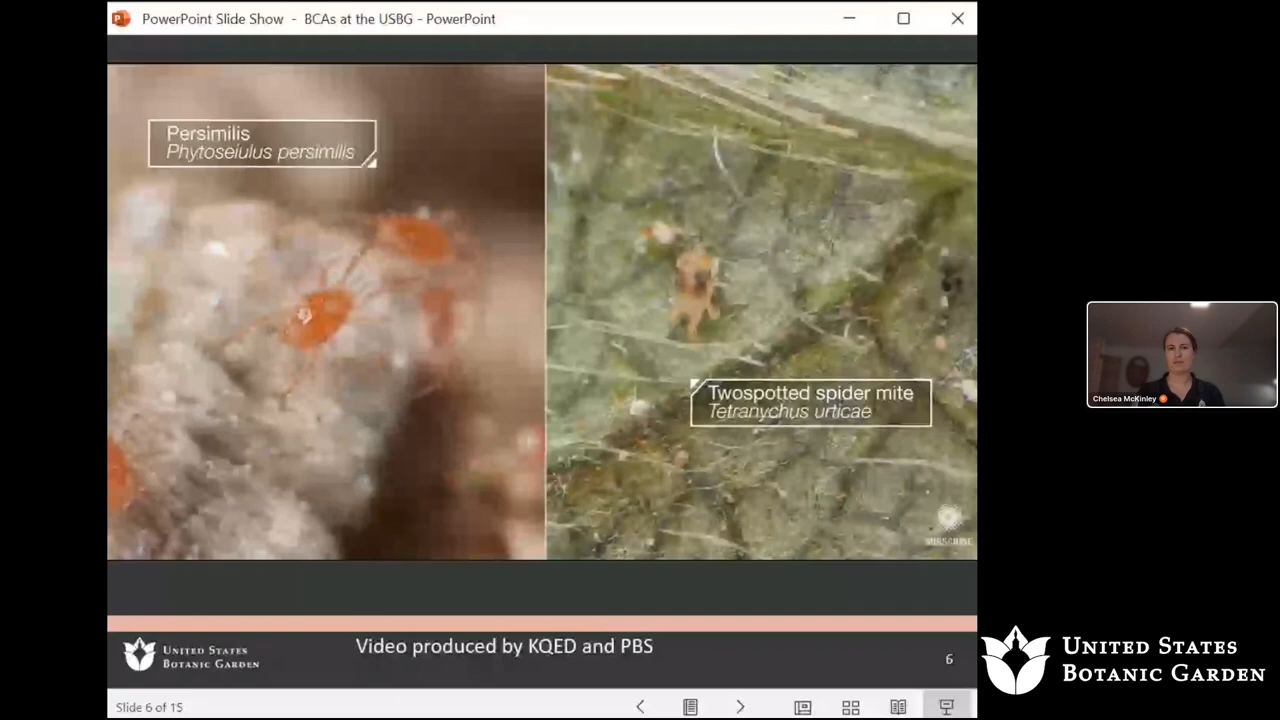 PowerPoint Slide Show - BCAs at the USBG - PowerPoint
Persimilis
Phytoseiulus persimilis
Twospotted spider mite
Tetranychus urticae
SUBSCRIBE
Chelsea McKinley
UNITED STATES
BOTANIC GARDEN
Video produced by KQED and PBS
6
UNITED STATES
BOTANIC GARDEN
Slide 6 of 15